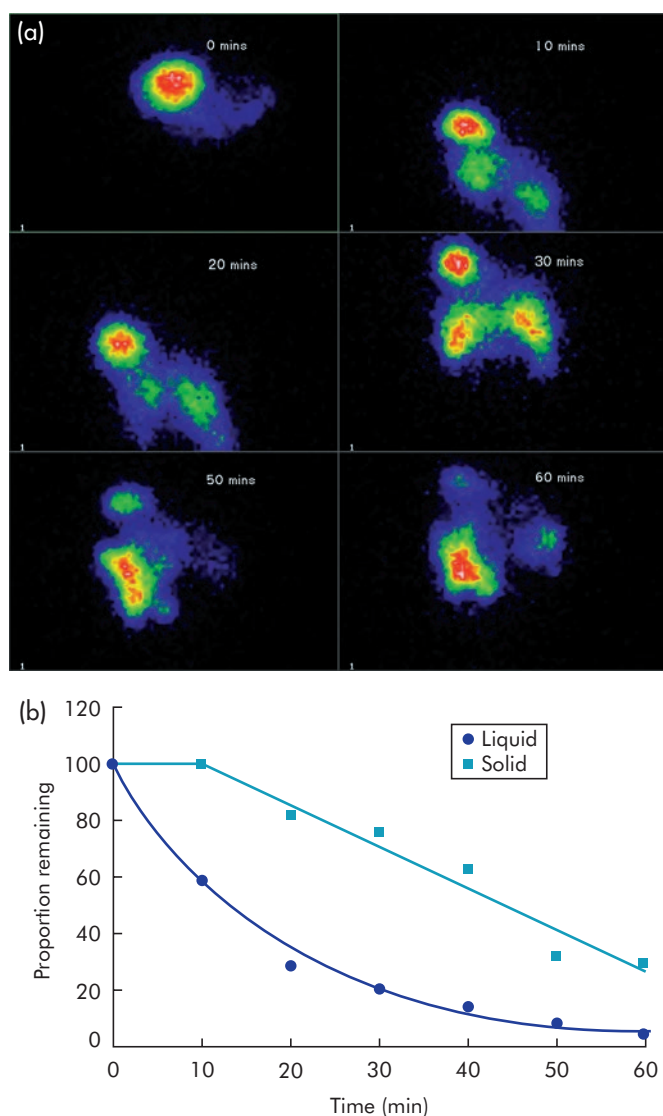 (a)
0 mins
10 mins
1
1
20 mins
30 mins
1
1
50 mins
60 mins
1
1
(b)
120
100
80
60
40
20
0
Proportion remaining
Liquid
Solid
0 10 20 30 40 50 60
Time (min)